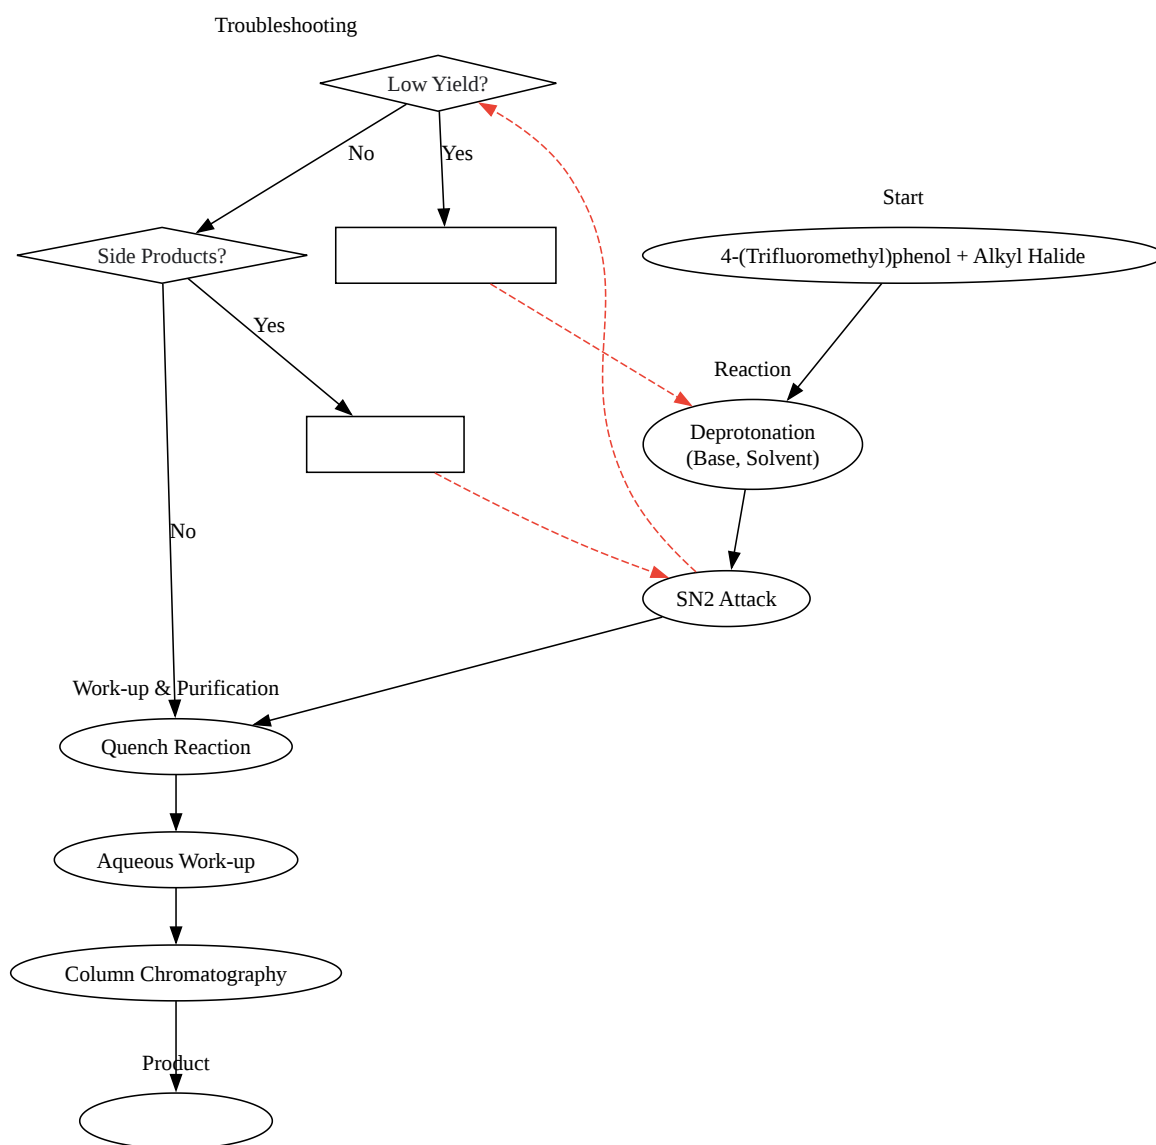 Troubleshooting
Low Yield?
No
Yes
Start
Side Products?
4-(Trifluoromethyl)phenol + Alkyl Halide
Yes
Reaction
Deprotonation
(Base, Solvent)
No
SN2 Attack
Work-up & Purification
Quench Reaction
Aqueous Work-up
Column Chromatography
Product